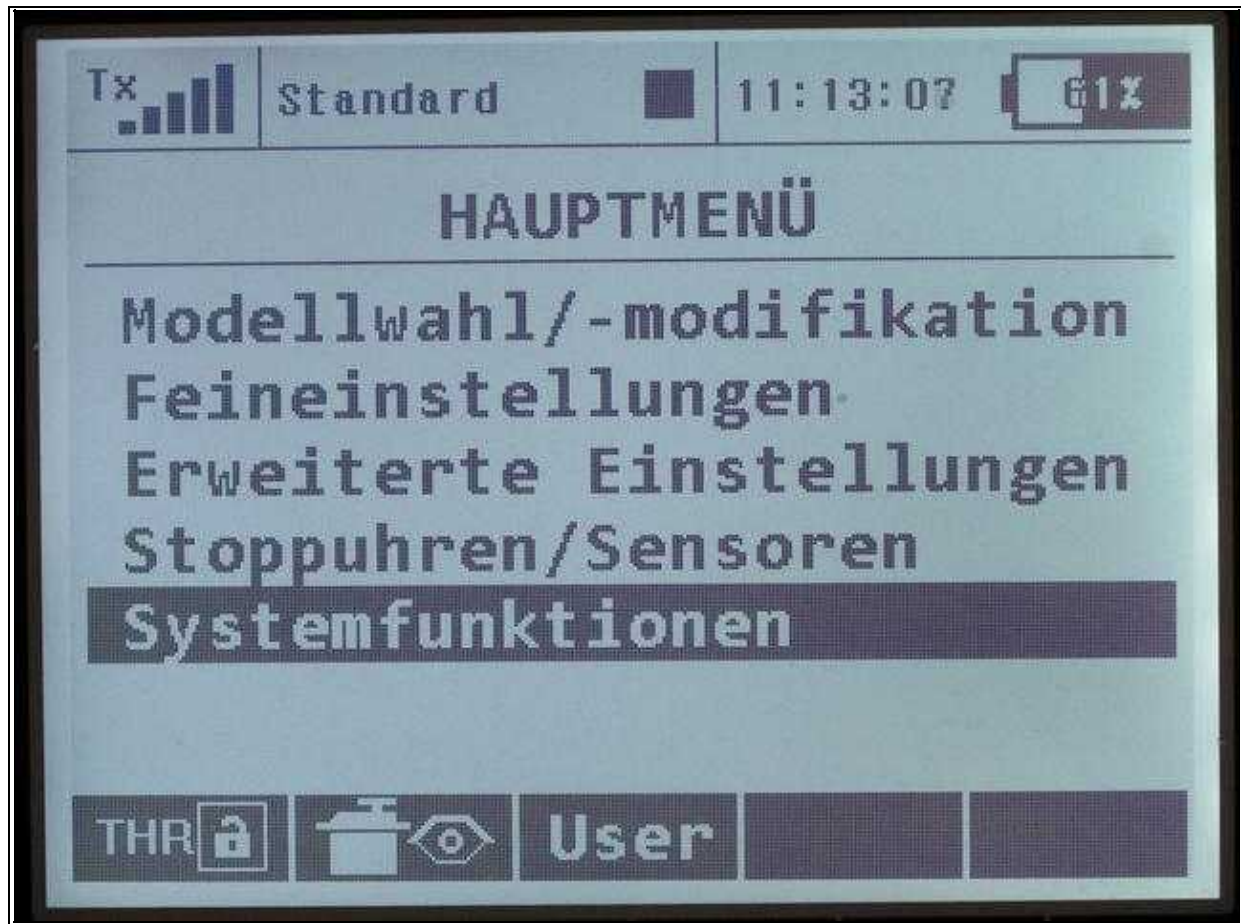 Tx Standard 11:13:07 61%
HAUPTMENÜ
Modellwahl/-modifikation
Feineinstellungen
Erweiterte Einstellungen
Stoppuhren/Sensoren
Systemfunktionen
THR User